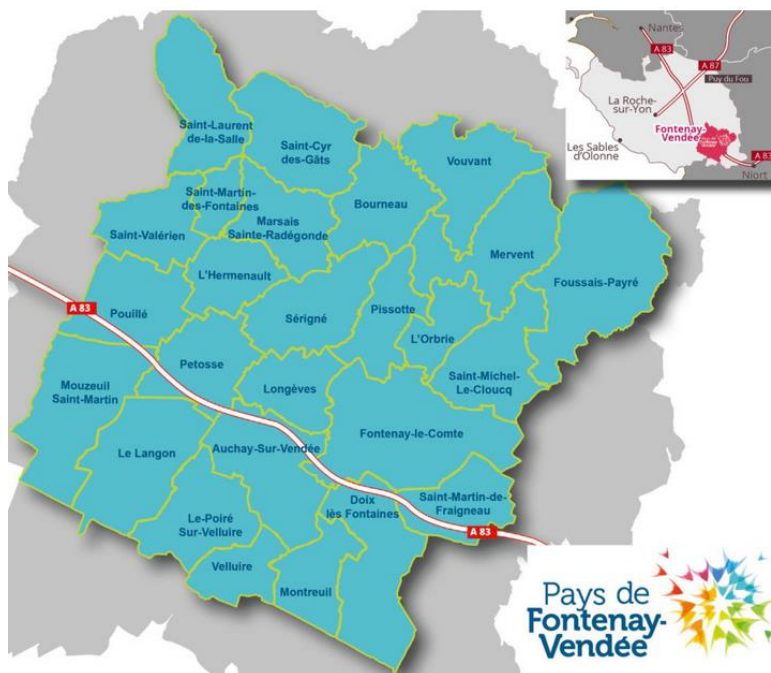 Nantes
A 83
A 87
Puy du Fou
La Roche-
sur-Yon
Fontenay-
Vendée
Les Sables
d'Olonne
A 83
Niort
Saint-Laurent
de-la-Salle
Saint-Cyr
des-Gâts
Vouvant
Saint-Martin-
des-Fontaines
Bourneau
Marsais
Sainte-Radégonde
Saint-Valérien
Mervent
L'Hermenault
Foussais-Payré
A 83
Pouillé
Sérigné
Pissotte
L'Orbrie
Petosse
Longèves
Saint-Michel-
Le-Cloucq
Mouzeuil
Saint-Martin
Fontenay-le-Comte
Auchay-Sur-Vendée
Le Langon
Doix
lès Fontaines
Saint-Martin-de-
Fraigneau
Le-Poiré
Sur-Velluire
A 83
Velluire
Montreuil
Pays de
Fontenay-
Vendée